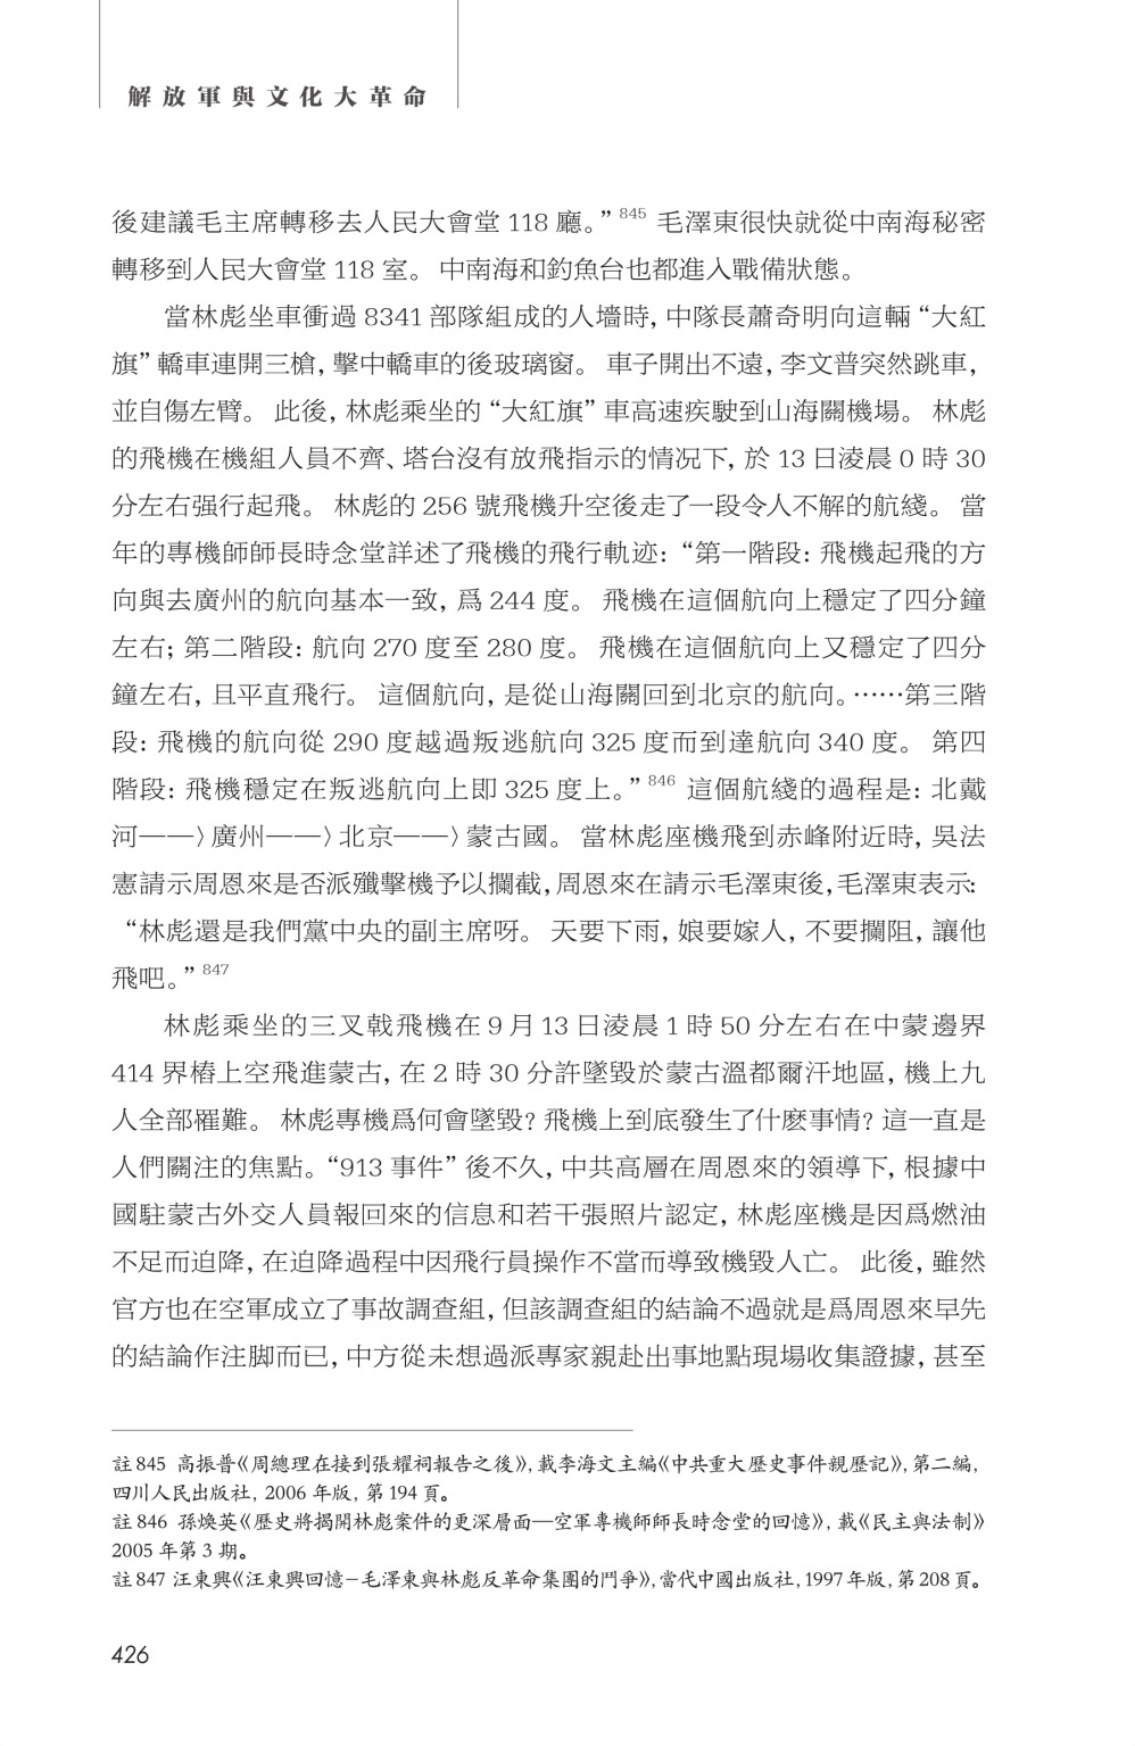 解放軍與文化大革命
後建議毛主席轉移去人民大會堂 118 廳。” 845 毛澤東很快就從中南海秘密
轉移到人民大會堂 118 室。 中南海和釣魚台也都進入戰備狀態。
當林彪坐車衝過 8341 部隊組成的人墻時, 中隊長蕭奇明向這輛 “大紅
旗” 轎車連開三槍, 擊中轎車的後玻璃窗。 車子開出不遠, 李文普突然跳車,
並自傷左臂。 此後, 林彪乘坐的 “大紅旗” 車高速疾駛到山海關機場。 林彪
的飛機在機組人員不齊、塔台沒有放飛指示的情況下, 於 13 日淩晨 0 時 30
分左右强行起飛。 林彪的 256 號飛機升空後走了一段令人不解的航綫。 當
年的專機師師長時念堂詳述了飛機的飛行軌迹: “第一階段: 飛機起飛的方
向與去廣州的航向基本一致, 爲 244 度。 飛機在這個航向上穩定了四分鐘
左右; 第二階段: 航向 270 度至 280 度。 飛機在這個航向上又穩定了四分
鐘左右, 且平直飛行。 這個航向, 是從山海關回到北京的航向。……第三階
段: 飛機的航向從 290 度越過叛逃航向 325 度而到達航向 340 度。 第四
階段: 飛機穩定在叛逃航向上即 325 度上。” 846 這個航綫的過程是: 北戴
河——〉廣州——〉北京——〉蒙古國。 當林彪座機飛到赤峰附近時, 吳法
憲請示周恩來是否派殲擊機予以攔截, 周恩來在請示毛澤東後, 毛澤東表示:
“林彪還是我們黨中央的副主席呀。 天要下雨, 娘要嫁人, 不要攔阻, 讓他
飛吧。” 847
林彪乘坐的三叉戟飛機在 9 月 13 日淩晨 1 時 50 分左右在中蒙邊界
414 界樁上空飛進蒙古, 在 2 時 30 分許墜毀於蒙古溫都爾汗地區, 機上九
人全部罹難。 林彪專機爲何會墜毀? 飛機上到底發生了什麽事情? 這一直是
人們關注的焦點。“913 事件” 後不久, 中共高層在周恩來的領導下, 根據中
國駐蒙古外交人員報回來的信息和若干張照片認定, 林彪座機是因爲燃油
不足而迫降, 在迫降過程中因飛行員操作不當而導致機毀人亡。 此後, 雖然
官方也在空軍成立了事故調查組, 但該調查組的結論不過就是爲周恩來早先
的結論作注脚而已, 中方從未想過派專家親赴出事地點現場收集證據, 甚至
註 845 高振普《周總理在接到張耀祠報告之後》, 載李海文主編《中共重大歷史事件親歷記》, 第二編,
四川人民出版社, 2006 年版, 第 194 頁。
註 846 孫煥英《歷史將揭開林彪案件的更深層面—空軍專機師師長時念堂的回憶》, 載《民主與法制》
2005 年第 3 期。
註 847 汪東興《汪東興回憶－毛澤東與林彪反革命集團的鬥爭》, 當代中國出版社, 1997 年版, 第 208 頁。
426